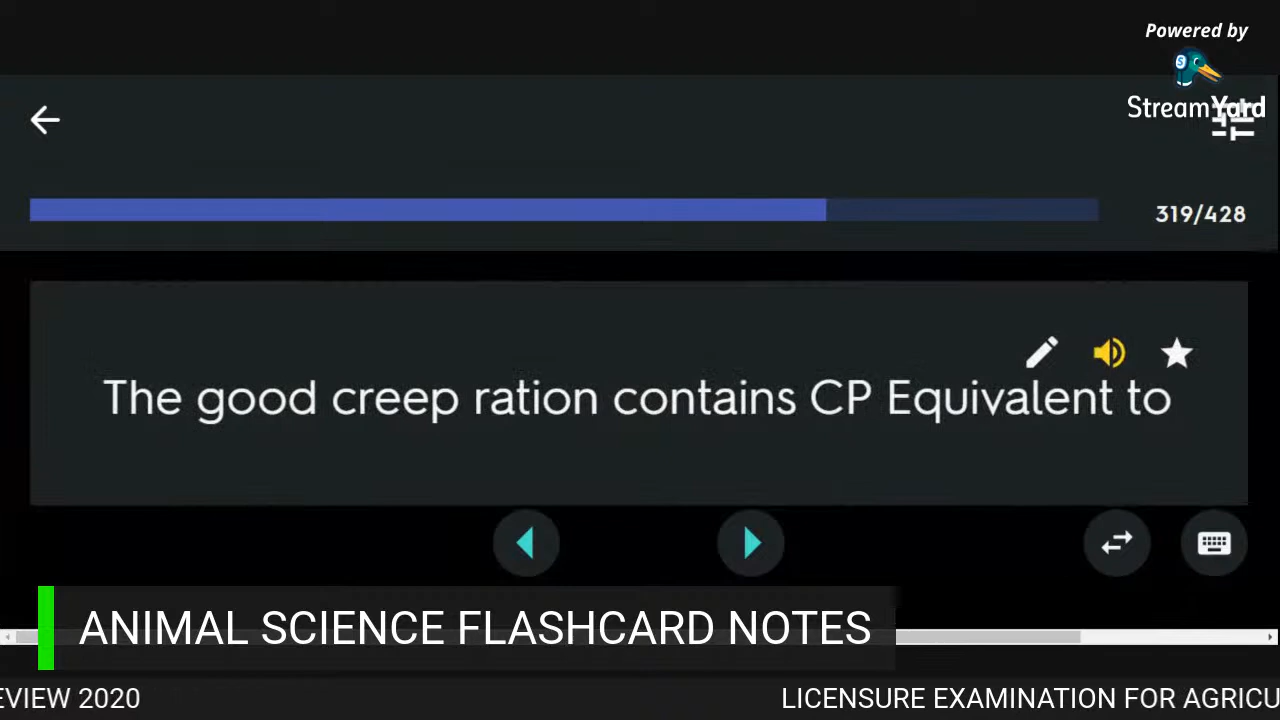 Powered by
StreamYard
319/428
The good creep ration contains CP Equivalent to
ANIMAL SCIENCE FLASHCARD NOTES
EVIEW 2020
LICENSURE EXAMINATION FOR AGRICU